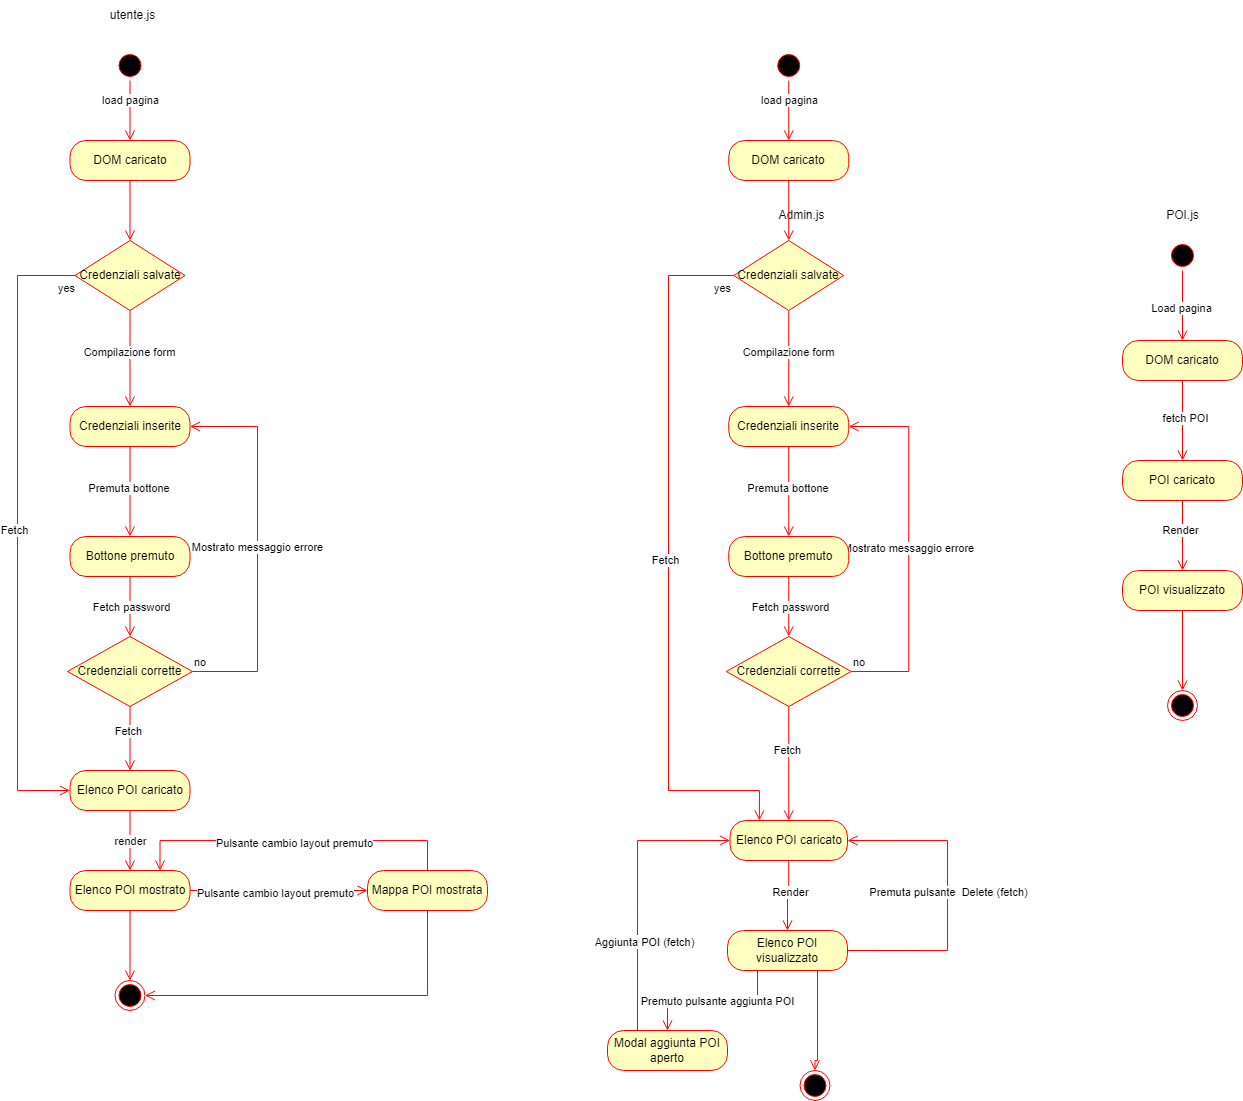 utente.js
load pagina
DOM caricato
Credenziali salvate
yes
Compilazione form
Credenziali inserite
Premuta bottone
Fetch
Mostrato messaggio errore
Bottone premuto
Fetch password
Credenziali corrette
no
Fetch
Elenco POI caricato
render
Pulsante cambio layout premuto
Elenco POI mostrato
Pulsante cambio layout premuto
Mappa POI mostrata
load pagina
DOM caricato
Admin.js
Credenziali salvate
yes
Compilazione form
Credenziali inserite
Premuta bottone
Fetch
Mostrato messaggio errore
Bottone premuto
Fetch password
Credenziali corrette
no
Fetch
Elenco POI caricato
Render
Premuta pulsante  Delete (fetch)
Aggiunta POI (fetch)
Elenco POI
visualizzato
Premuto pulsante aggiunta POI
Modal aggiunta POI
aperto
POI.js
Load pagina
DOM caricato
fetch POI
POI caricato
Render
POI visualizzato